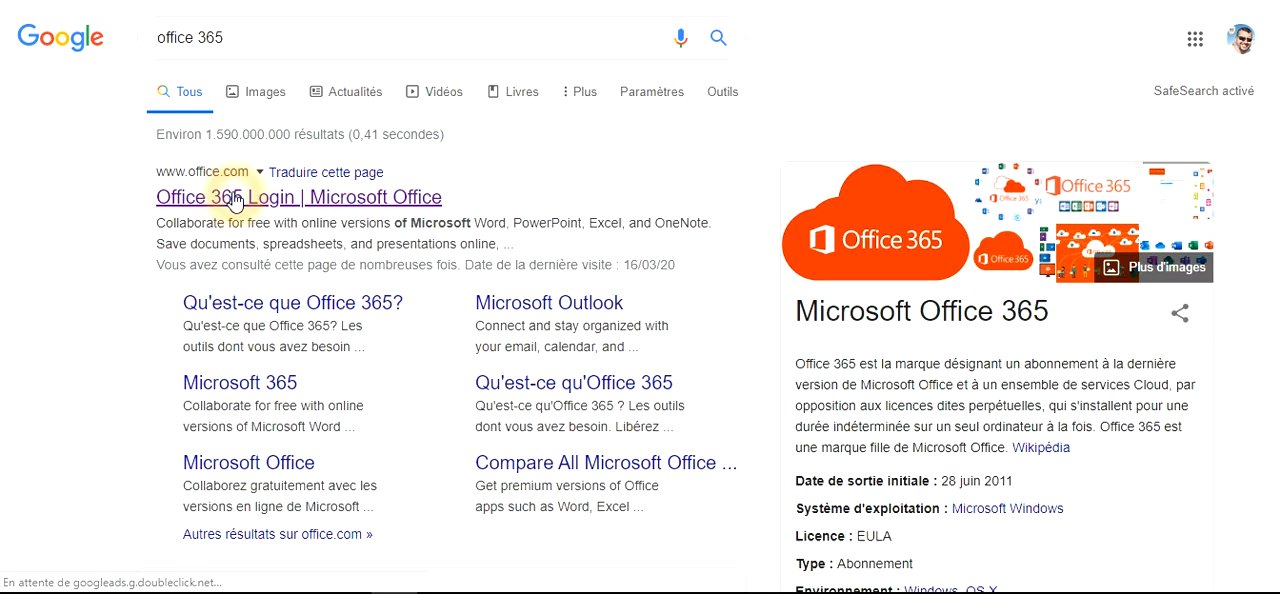 Google
office 365
Tous
Images
Actualités
Vidéos
Livres
Plus
Paramètres
Outils
SafeSearch activé
Environ 1.590.000.000 résultats (0,41 secondes)
www.office.com
Traduire cette page
Office 365 Login | Microsoft Office
Collaborate for free with online versions of Microsoft Word, PowerPoint, Excel, and OneNote.
Save documents, spreadsheets, and presentations online, ...
Vous avez consulté cette page de nombreuses fois. Date de la dernière visite : 16/03/20
Qu'est-ce que Office 365?
Qu'est-ce que Office 365? Les
outils dont vous avez besoin ...
Microsoft Outlook
Connect and stay organized with
your email, calendar, and ...
Microsoft 365
Collaborate for free with online
versions of Microsoft Word ...
Qu'est-ce qu'Office 365
Qu'est-ce qu'Office 365 ? Les outils
dont vous avez besoin. Libérez ...
Microsoft Office
Collaborez gratuitement avec les
versions en ligne de Microsoft ...
Compare All Microsoft Office ...
Get premium versions of Office
apps such as Word, Excel ...
Autres résultats sur office.com »
Office 365
Office 365
Office 365
Office 365
Plus d'images
Microsoft Office 365
Office 365 est la marque désignant un abonnement à la dernière
version de Microsoft Office et à un ensemble de services Cloud, par
opposition aux licences dites perpétuelles, qui s'installent pour une
durée indéterminée sur un seul ordinateur à la fois. Office 365 est
une marque fille de Microsoft Office. Wikipédia
Date de sortie initiale : 28 juin 2011
Système d'exploitation : Microsoft Windows
Licence : EULA
Type : Abonnement
Environnement : Windows, OS X
En attente de googleads.g.doubleclick.net...